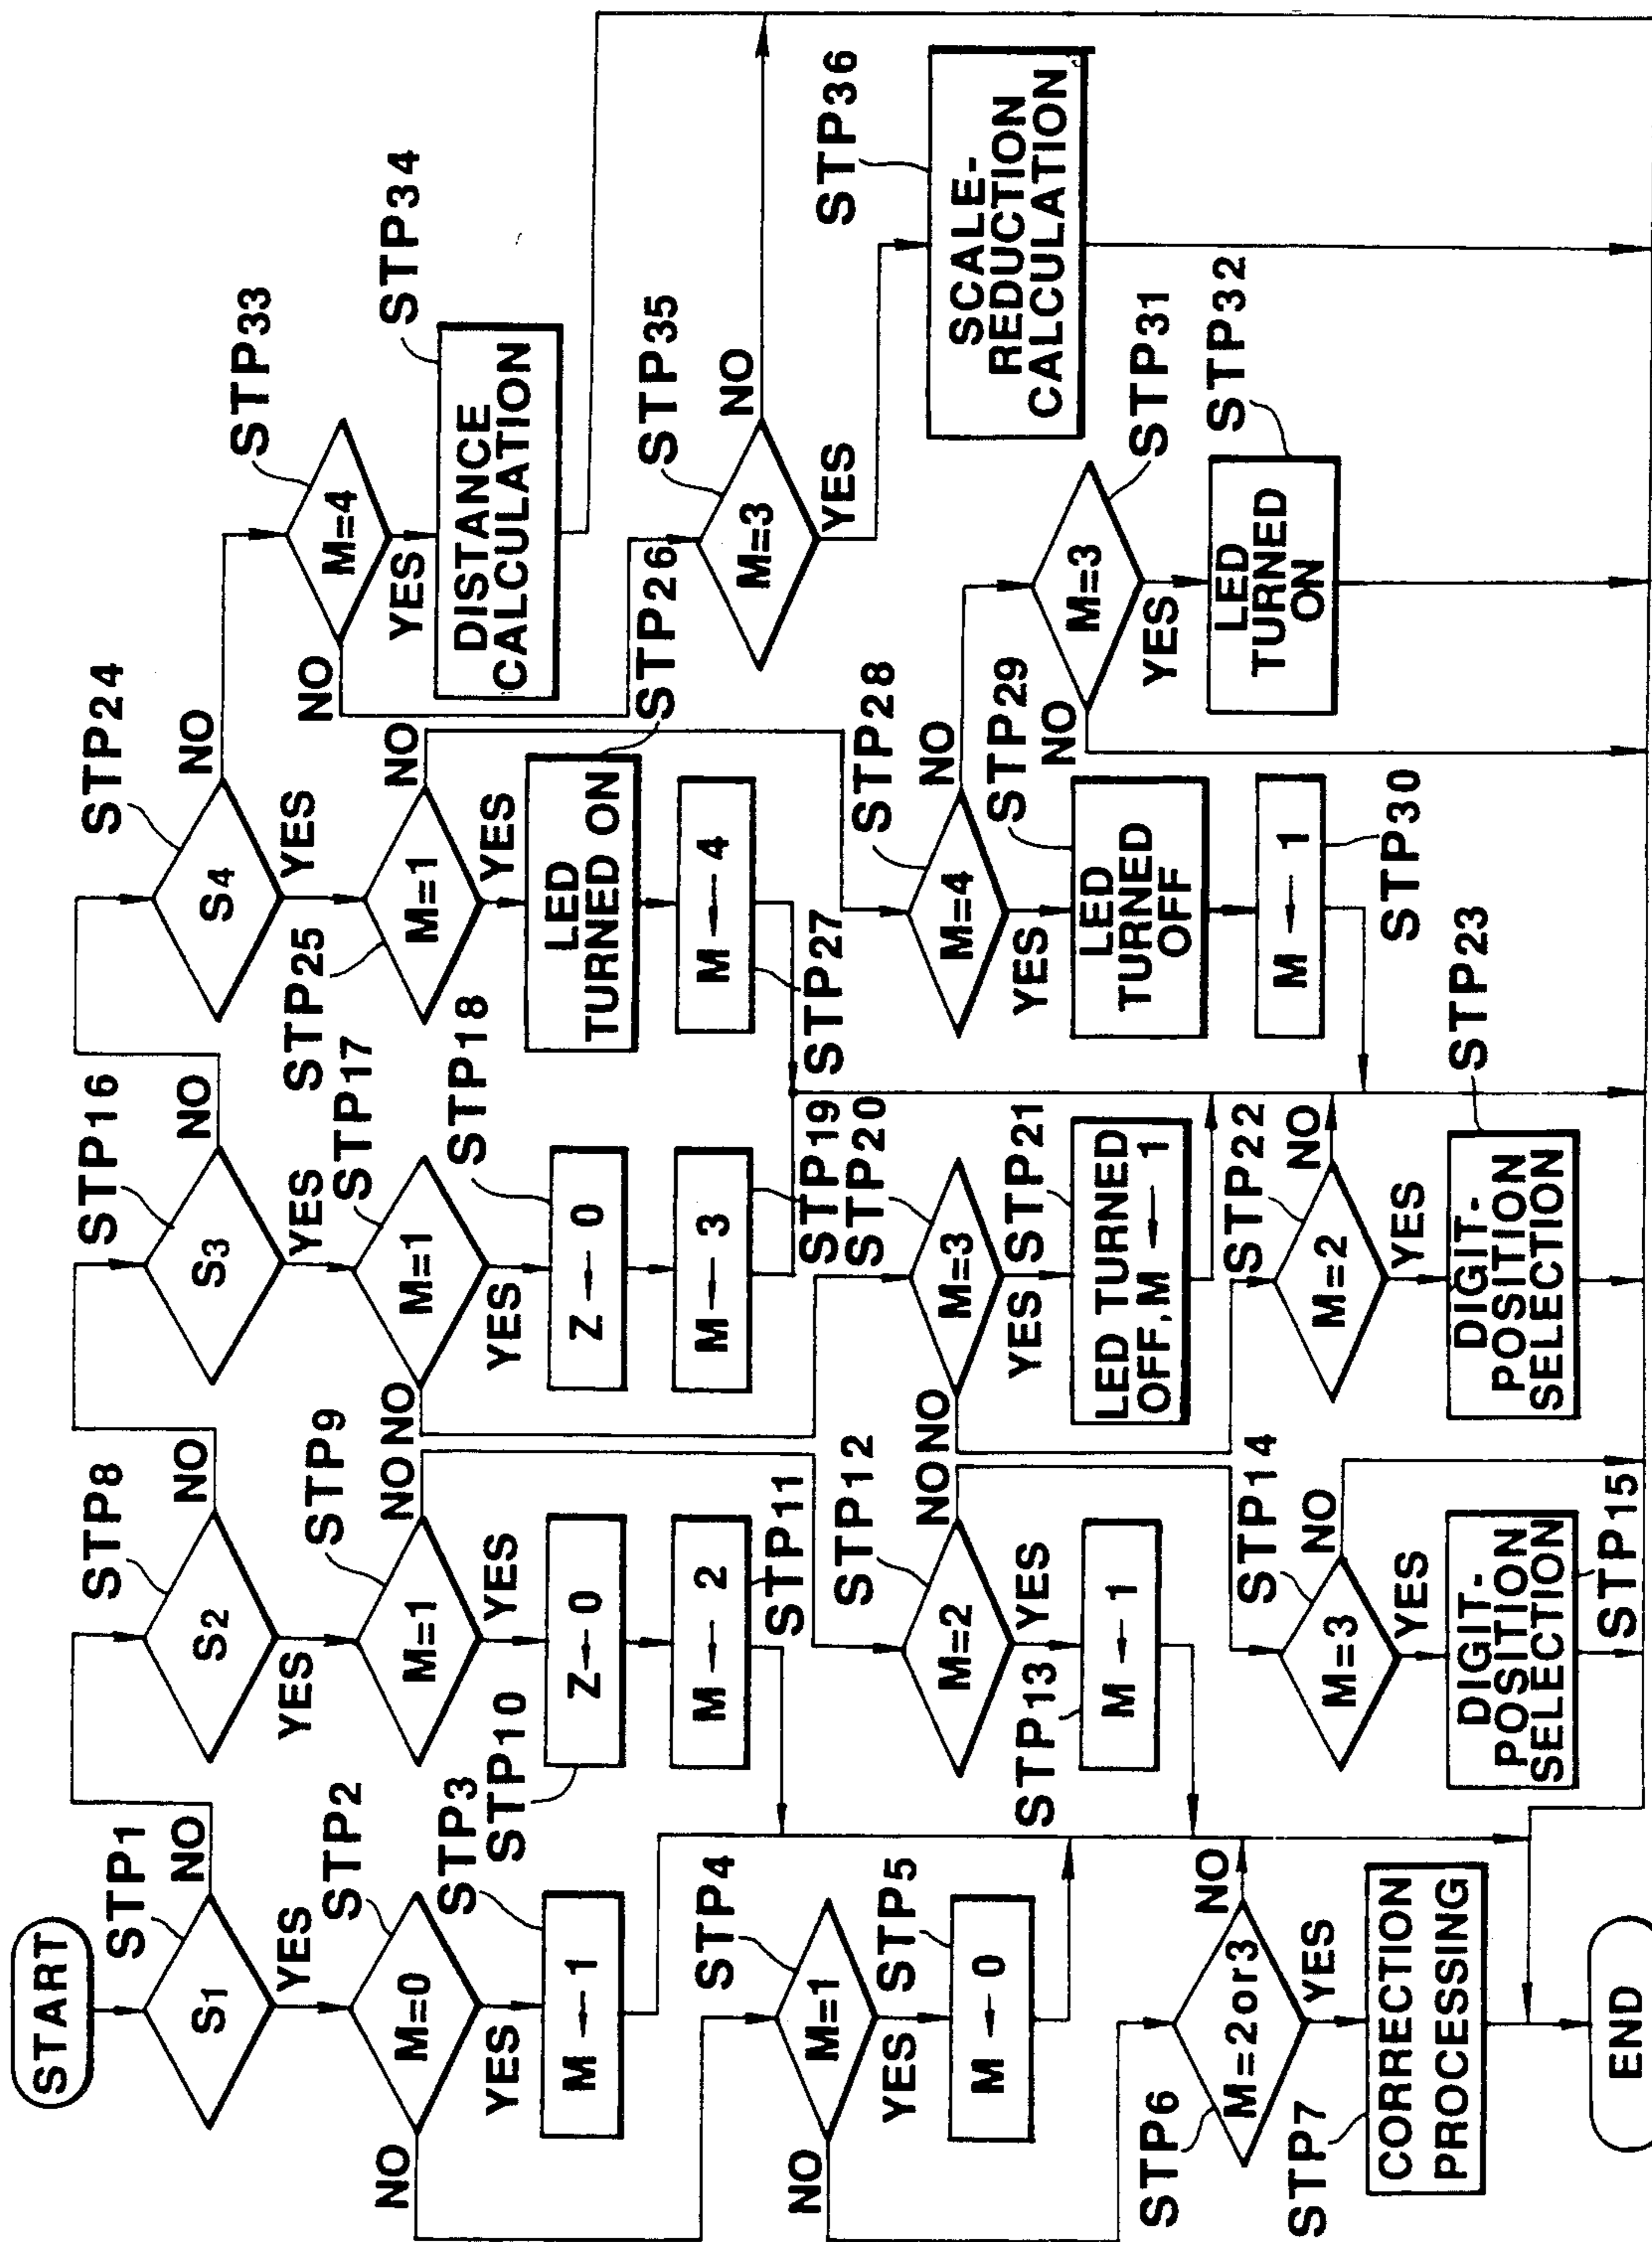 START
STP1
S1
NO
YES
STP2
M=0
NO
YES
STP3
M ← 1
STP4
M=1
NO
YES
STP5
M ← 0
STP6
M=2or3
NO
YES
STP7
CORRECTION
PROCESSING
END
STP8
S2
NO
YES
STP9
M=1
NO
YES
STP10
Z ← 0
M ← 2
STP11
STP12
M=2
NO
YES
STP13
M ← 1
STP14
M=3
NO
YES
DIGIT-
POSITION
SELECTION
STP15
STP16
S3
NO
YES
STP17
M=1
NO
YES
STP18
Z ← 0
M ← 3
STP19
STP20
M=3
NO
YES
STP21
LED TURNED
OFF, M ← 1
STP22
M=2
NO
YES
STP23
DIGIT-
POSITION
SELECTION
STP24
S4
NO
YES
STP25
M=1
NO
YES
STP26
LED
TURNED ON
M ← 4
STP27
STP28
M=4
NO
YES
STP29
LED
TURNED
OFF
M ← 1
STP30
STP31
M=3
NO
YES
STP32
LED
TURNED
ON
STP33
M=4
NO
YES
STP34
DISTANCE
CALCULATION
STP35
M=3
NO
YES
STP36
SCALE-
REDUCTION
CALCULATION